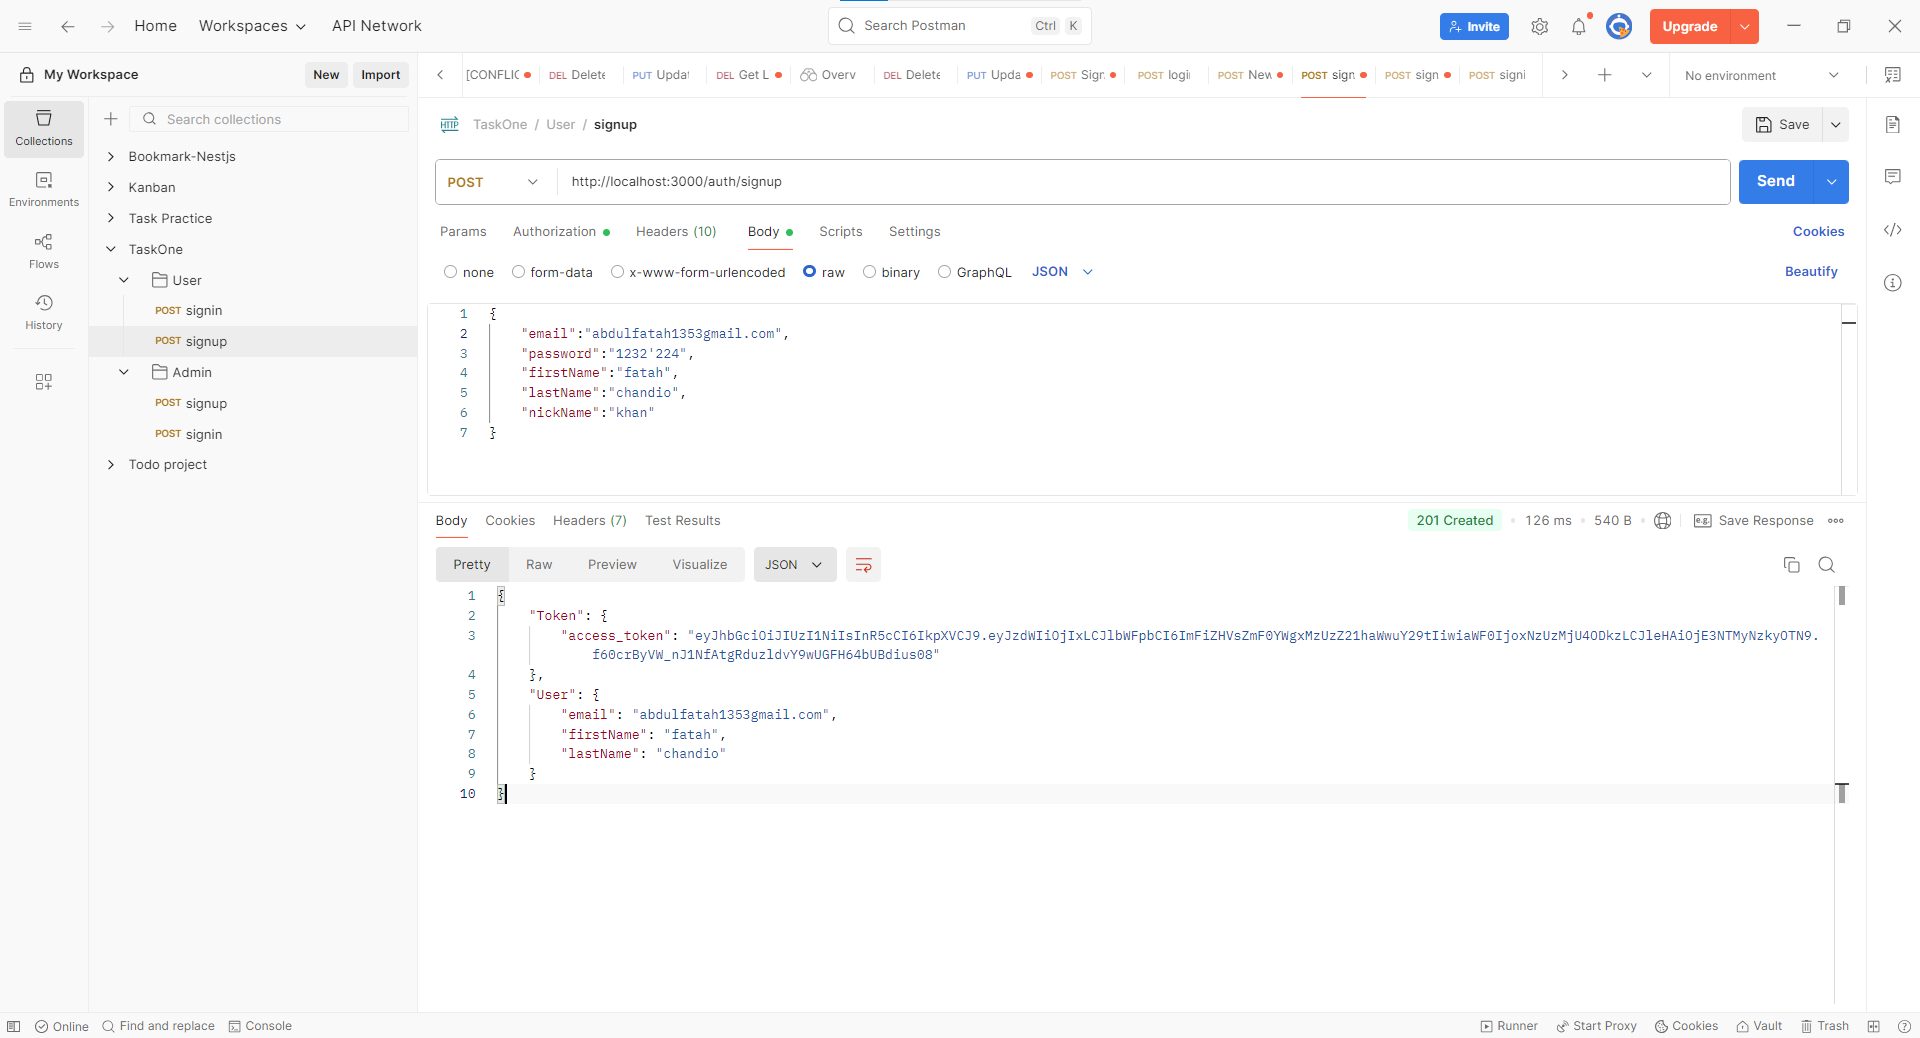 Home Workspaces API Network Search Postman Ctrl K Invite Upgrade
My Workspace New Import [CONFLIC DEL Delete PUT Updat DEL Get L Overv DEL Delete PUT Upda POST Sign POST logi POST New POST sign POST sign POST signi No environment
Collections
Environments
Flows
History
Search collections
Bookmark-Nestjs
Kanban
Task Practice
TaskOne
User
POST signin
POST signup
Admin
POST signup
POST signin
Todo project
HTTP TaskOne / User / signup Save
POST http://localhost:3000/auth/signup Send
Params Authorization Headers (10) Body Scripts Settings Cookies
none form-data x-www-form-urlencoded raw binary GraphQL JSON Beautify
1 {
2 "email":"abdulfatah1353gmail.com",
3 "password":"1232'224",
4 "firstName":"fatah",
5 "lastName":"chandio",
6 "nickName":"khan"
7 }
Body Cookies Headers (7) Test Results 201 Created 126 ms 540 B e.g. Save Response
Pretty Raw Preview Visualize JSON
1 {
2 "Token": {
3 "access_token": "eyJhbGciOiJIUzI1NiIsInR5cCI6IkpXVCJ9.eyJzdWIiOjIxLCJlbWFpbCI6ImFiZHVsZmF0YWgxMzUzZ21haWwuY29tIiwiaWF0IjoxNzUzMjU4ODkzLCJleHAiOjE3NTMyNzkyOTN9.
f60crByVW_nJ1NfAtgRduzldvY9wUGFH64bUBdius08"
4 },
5 "User": {
6 "email": "abdulfatah1353gmail.com",
7 "firstName": "fatah",
8 "lastName": "chandio"
9 }
10 }
Online Find and replace Console Runner Start Proxy Cookies Vault Trash